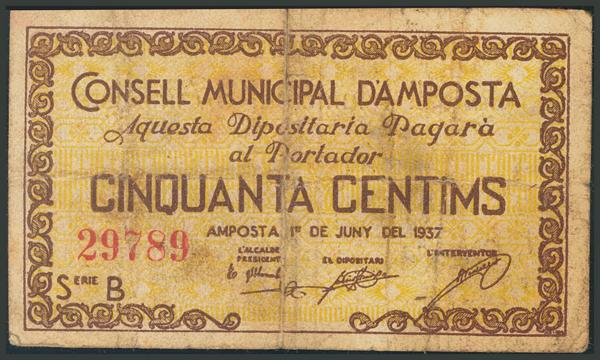 CONSELL MUNICIPAL D'AMPOSTA
Aquesta Dipositaria Pagarà
al Portador
CINQUANTA CENTIMS
AMPOSTA 1er DE JUNY DEL 1937
29789
L'ALCALDE
PRESIDENT
EL DIPOSITARI
L'INTERVENTOR
SERIE B